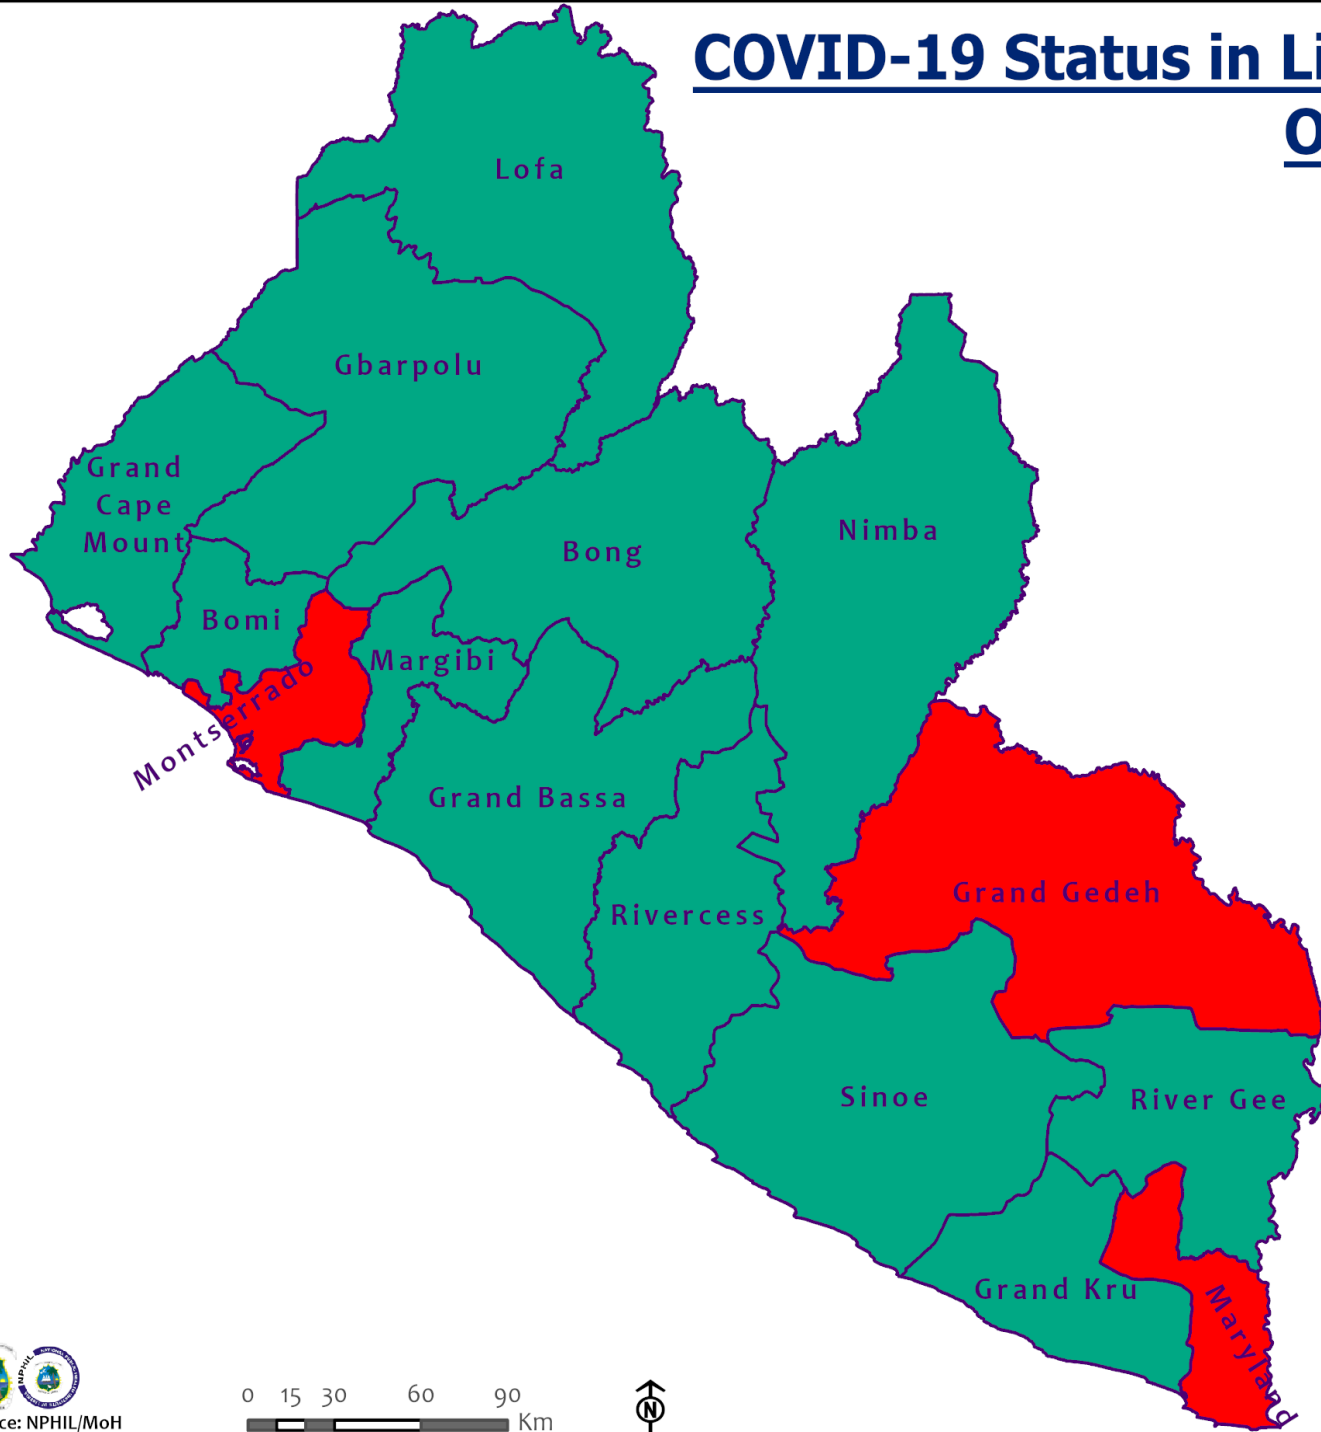 COVID-19 Status in Li
O
Lofa
Gbarpolu
Grand
Cape
Mount
Nimba
Bong
Bomi
Margibi
Montserrado
Grand Bassa
Grand Gedeh
Rivercess
Sinoe
River Gee
Grand Kru
Maryland
NPHIL
0 15 30 60 90
Km
N
ce: NPHIL/MoH